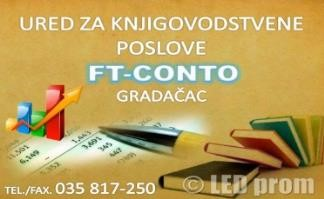 URED ZA KNJIGOVODSTVENE
POSLOVE
FT-CONTO
GRADAČAC
TEL./FAX. 035 817-250
© LED prom